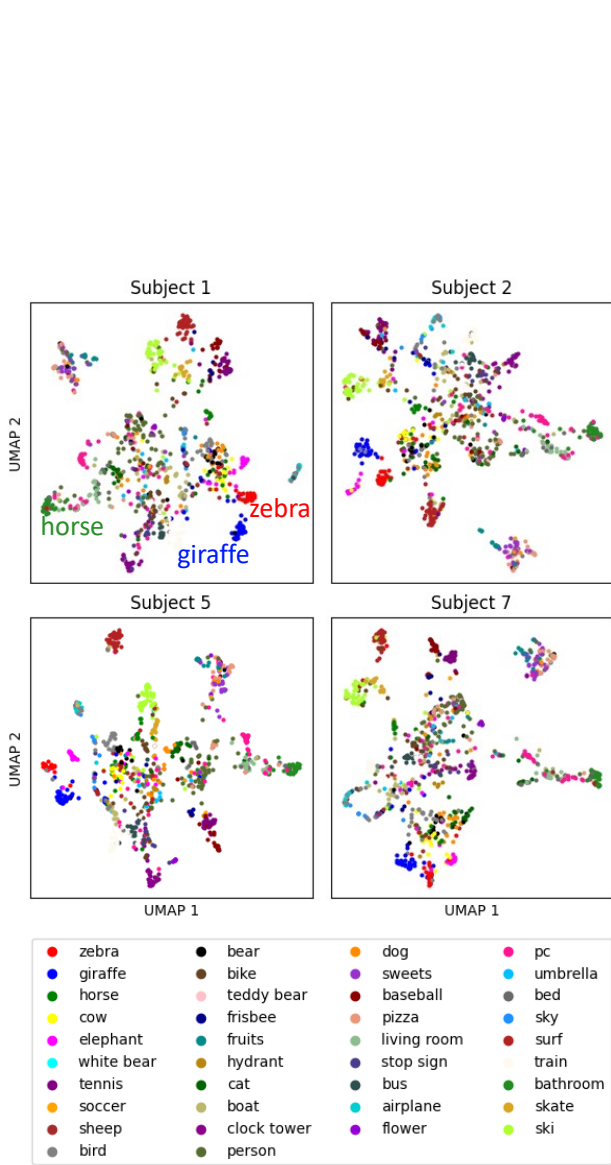 Subject 1
Subject 2
UMAP 2
horse
zebra
giraffe
Subject 5
Subject 7
UMAP 2
UMAP 1
UMAP 1
zebra
giraffe
horse
cow
elephant
white bear
tennis
soccer
sheep
bird
bear
bike
teddy bear
frisbee
fruits
hydrant
cat
boat
clock tower
person
dog
sweets
baseball
pizza
living room
stop sign
bus
airplane
flower
pc
umbrella
bed
sky
surf
train
bathroom
skate
ski